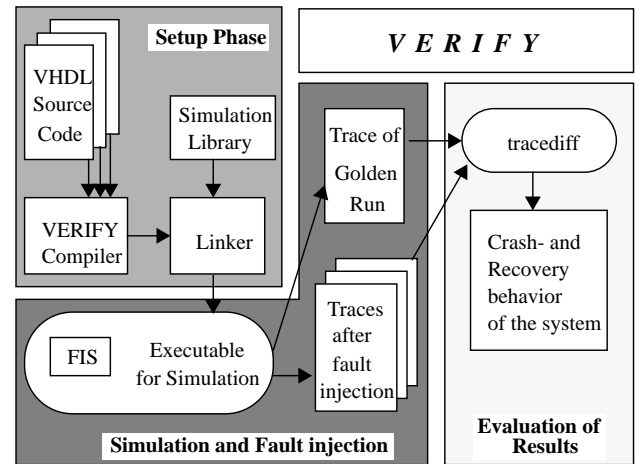 Setup Phase
VERIFY
VHDL
Source
Code
Simulation
Library
Trace of
Golden
Run
tracediff
VERIFY
Compiler
Linker
Crash- and
Recovery
behavior
of the system
Traces
after
fault
injection
FIS
Executable
for Simulation
Simulation and Fault injection
Evaluation of
Results